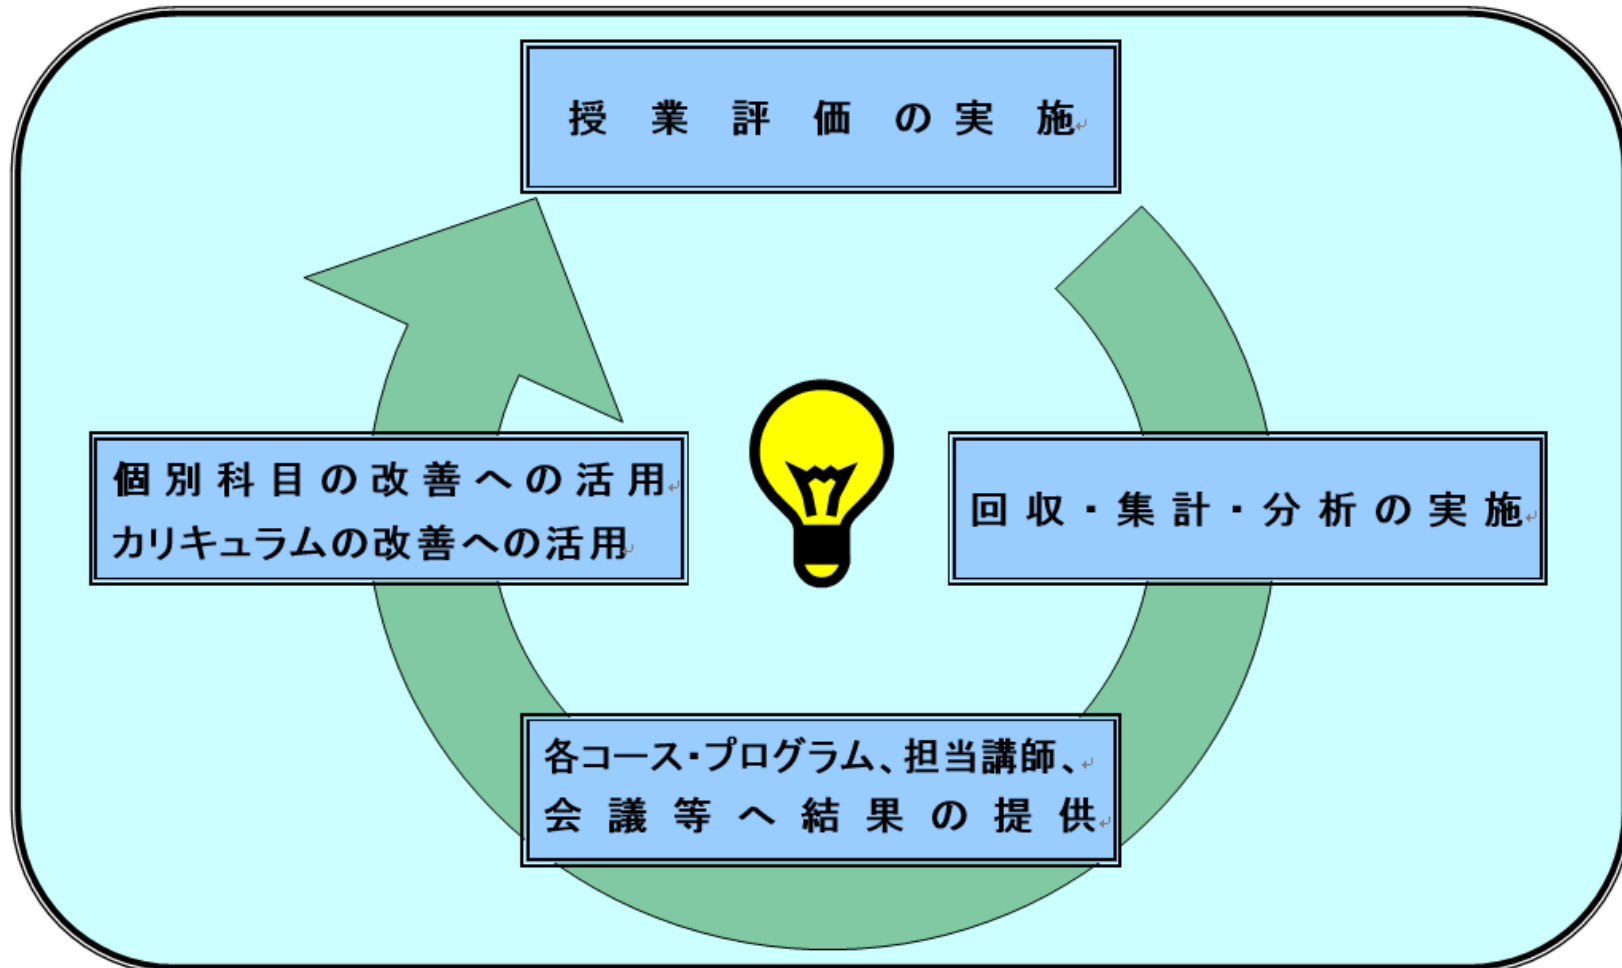 授業評価の実施
個別科目の改善への活用
カリキュラムの改善への活用
回収・集計・分析の実施
各コース・プログラム、担当講師、
会議等へ結果の提供